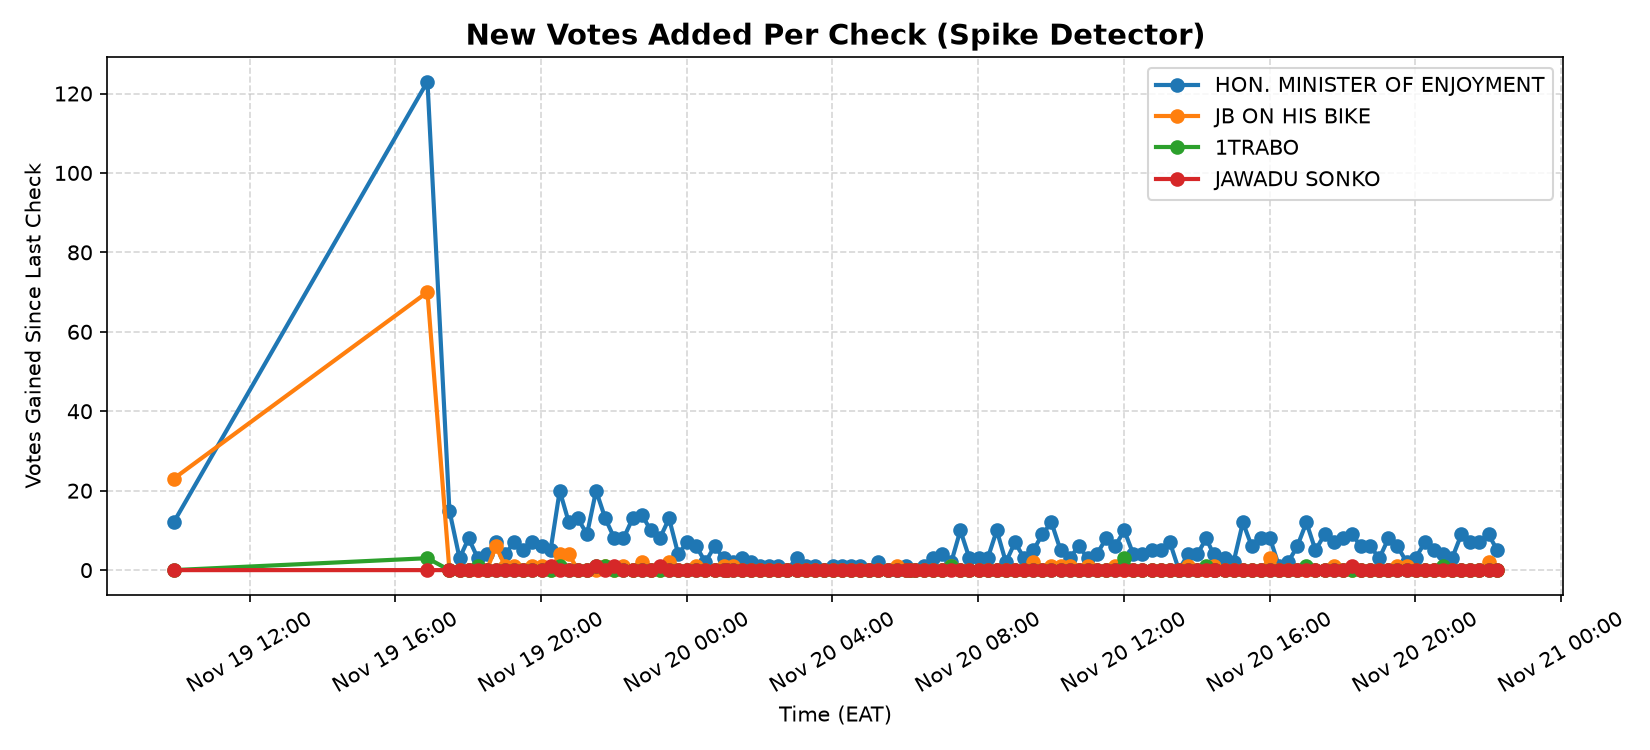 New Votes Added Per Check (Spike Detector)
HON. MINISTER OF ENJOYMENT
JB ON HIS BIKE
1TRABO
JAWADU SONKO
Votes Gained Since Last Check
120
100
80
60
40
20
0
Nov 19 12:00
Nov 19 16:00
Nov 19 20:00
Nov 20 00:00
Nov 20 04:00
Nov 20 08:00
Nov 20 12:00
Nov 20 16:00
Nov 20 20:00
Nov 21 00:00
Time (EAT)